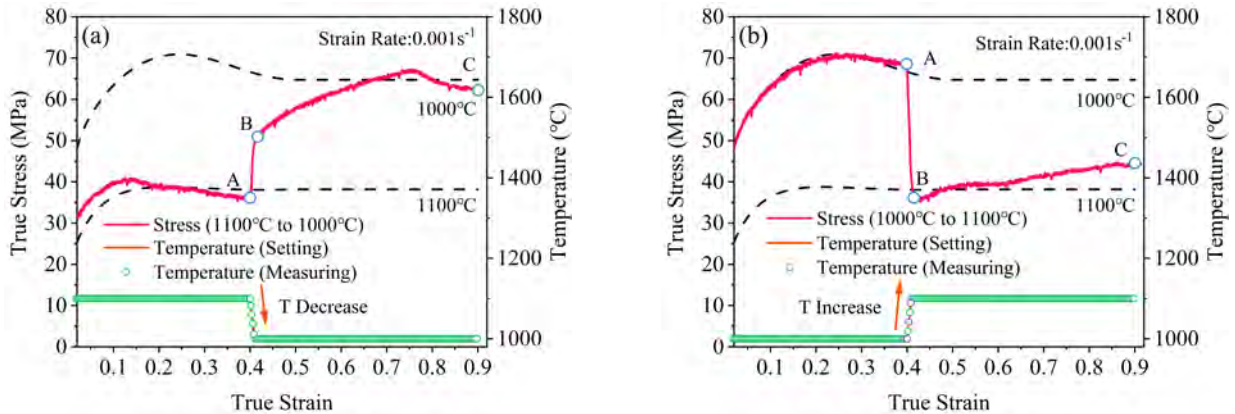 (a)
Strain Rate:0.001s⁻¹
80
70
60
50
40
30
20
10
0
True Stress (MPa)
1800
1600
1400
1200
1000
Temperature (℃)
A
B
C
1000℃
1100℃
Stress (1100℃ to 1000℃)
Temperature (Setting)
Temperature (Measuring)
T Decrease
0.1 0.2 0.3 0.4 0.5 0.6 0.7 0.8 0.9
True Strain
(b)
Strain Rate:0.001s⁻¹
80
70
60
50
40
30
20
10
0
True Stress (MPa)
1800
1600
1400
1200
1000
Temperature (℃)
A
B
C
1000℃
1100℃
Stress (1000℃ to 1100℃)
Temperature (Setting)
Temperature (Measuring)
T Increase
0.1 0.2 0.3 0.4 0.5 0.6 0.7 0.8 0.9
True Strain